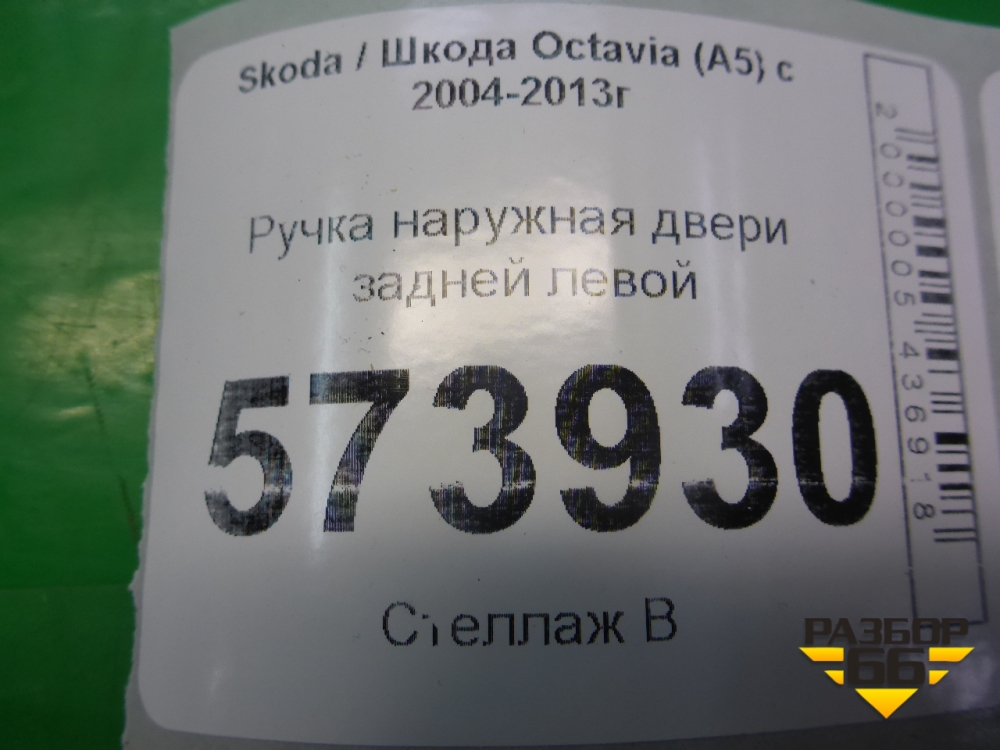 Skoda / Шкода Octavia (A5) с
2004-2013г
Ручка наружная двери
задней левой
573930
Стеллаж В
2000005436918
РАЗБОР
66